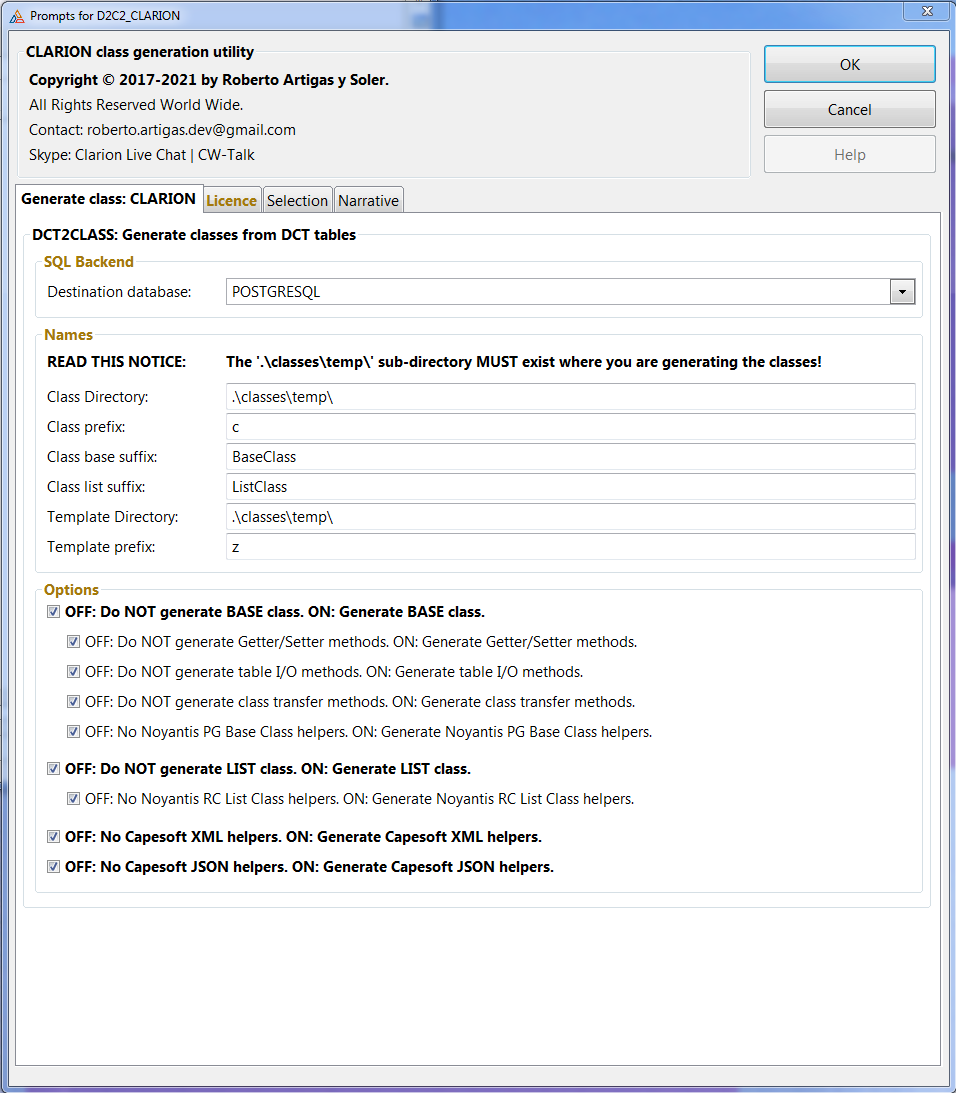 Prompts for D2C2_CLARION
CLARION class generation utility
Copyright © 2017-2021 by Roberto Artigas y Soler.
All Rights Reserved World Wide.
Contact: roberto.artigas.dev@gmail.com
Skype: Clarion Live Chat | CW-Talk
OK
Cancel
Help
Generate class: CLARION Licence Selection Narrative
DCT2CLASS: Generate classes from DCT tables
SQL Backend
Destination database: POSTGRESQL
Names
READ THIS NOTICE: The '.\classes\temp\' sub-directory MUST exist where you are generating the classes!
Class Directory: .\classes\temp\
Class prefix: c
Class base suffix: BaseClass
Class list suffix: ListClass
Template Directory: .\classes\temp\
Template prefix: z
Options
OFF: Do NOT generate BASE class. ON: Generate BASE class.
OFF: Do NOT generate Getter/Setter methods. ON: Generate Getter/Setter methods.
OFF: Do NOT generate table I/O methods. ON: Generate table I/O methods.
OFF: Do NOT generate class transfer methods. ON: Generate class transfer methods.
OFF: No Noyantis PG Base Class helpers. ON: Generate Noyantis PG Base Class helpers.
OFF: Do NOT generate LIST class. ON: Generate LIST class.
OFF: No Noyantis RC List Class helpers. ON: Generate Noyantis RC List Class helpers.
OFF: No Capesoft XML helpers. ON: Generate Capesoft XML helpers.
OFF: No Capesoft JSON helpers. ON: Generate Capesoft JSON helpers.